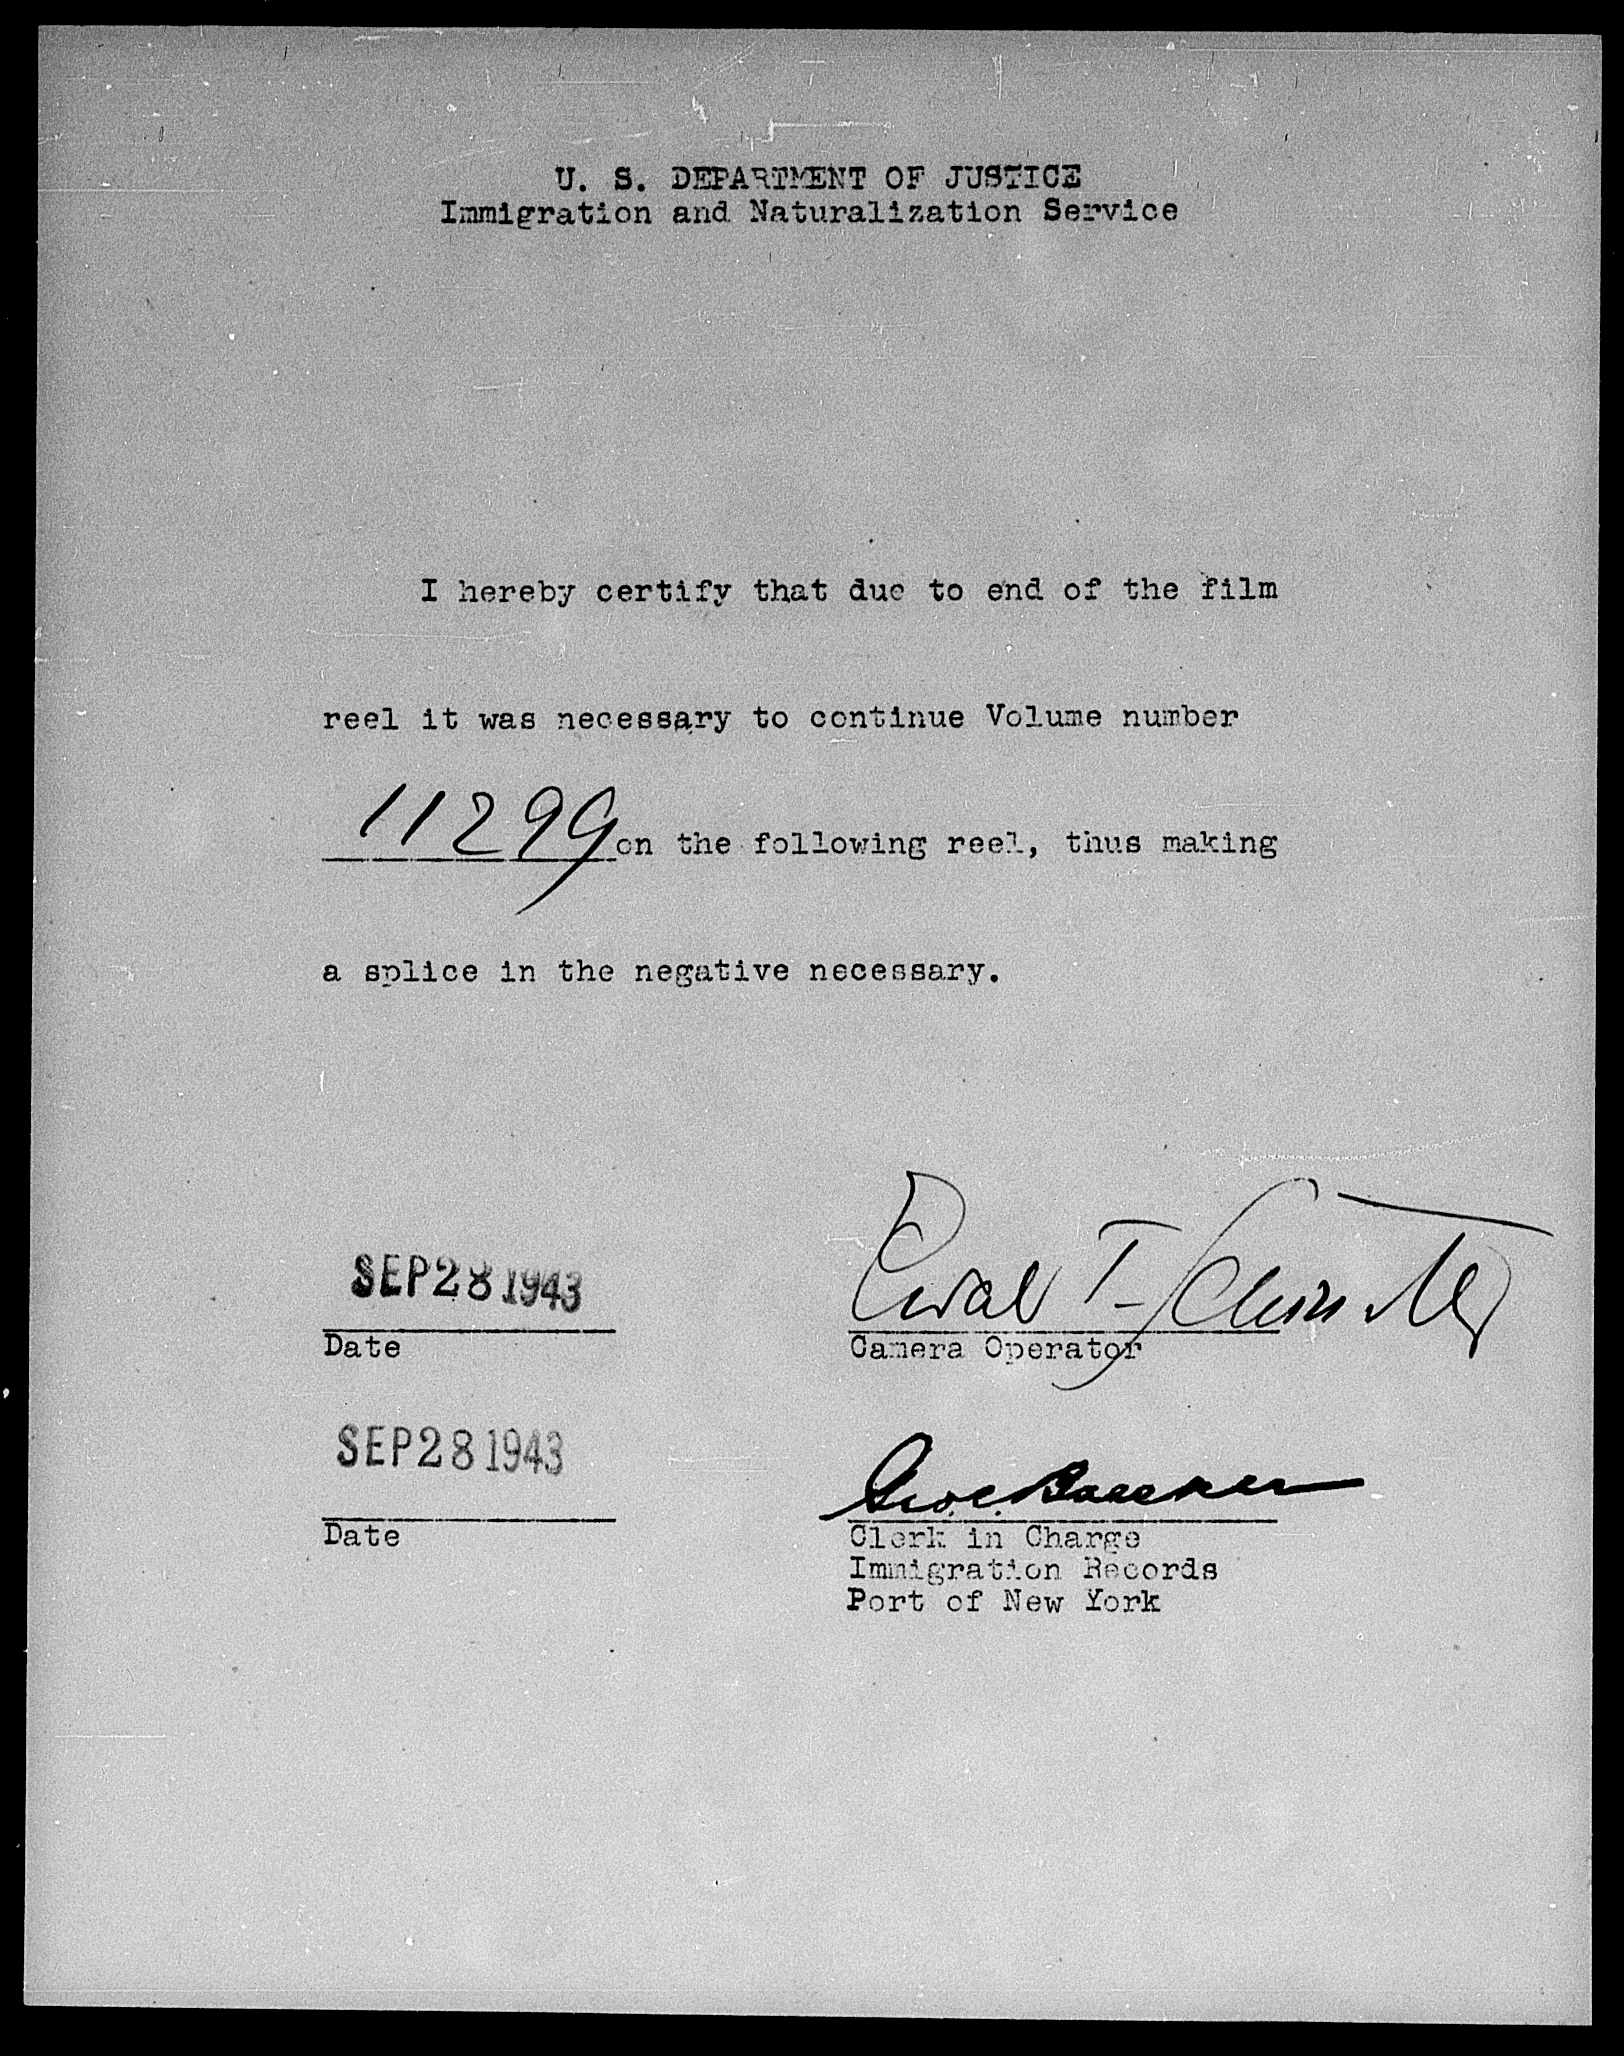 U. S. DEPARTMENT OF JUSTICE
Immigration and Naturalization Service
I hereby certify that due to end of the film
reel it was necessary to continue Volume number
11299 on the following reel, thus making
a splice in the negative necessary.
SEP 28 1943
Date
T.
Camera Operator
SEP 28 1943
Date
Geo. C. Baecker
Clerk in Charge
Immigration Records
Port of New York